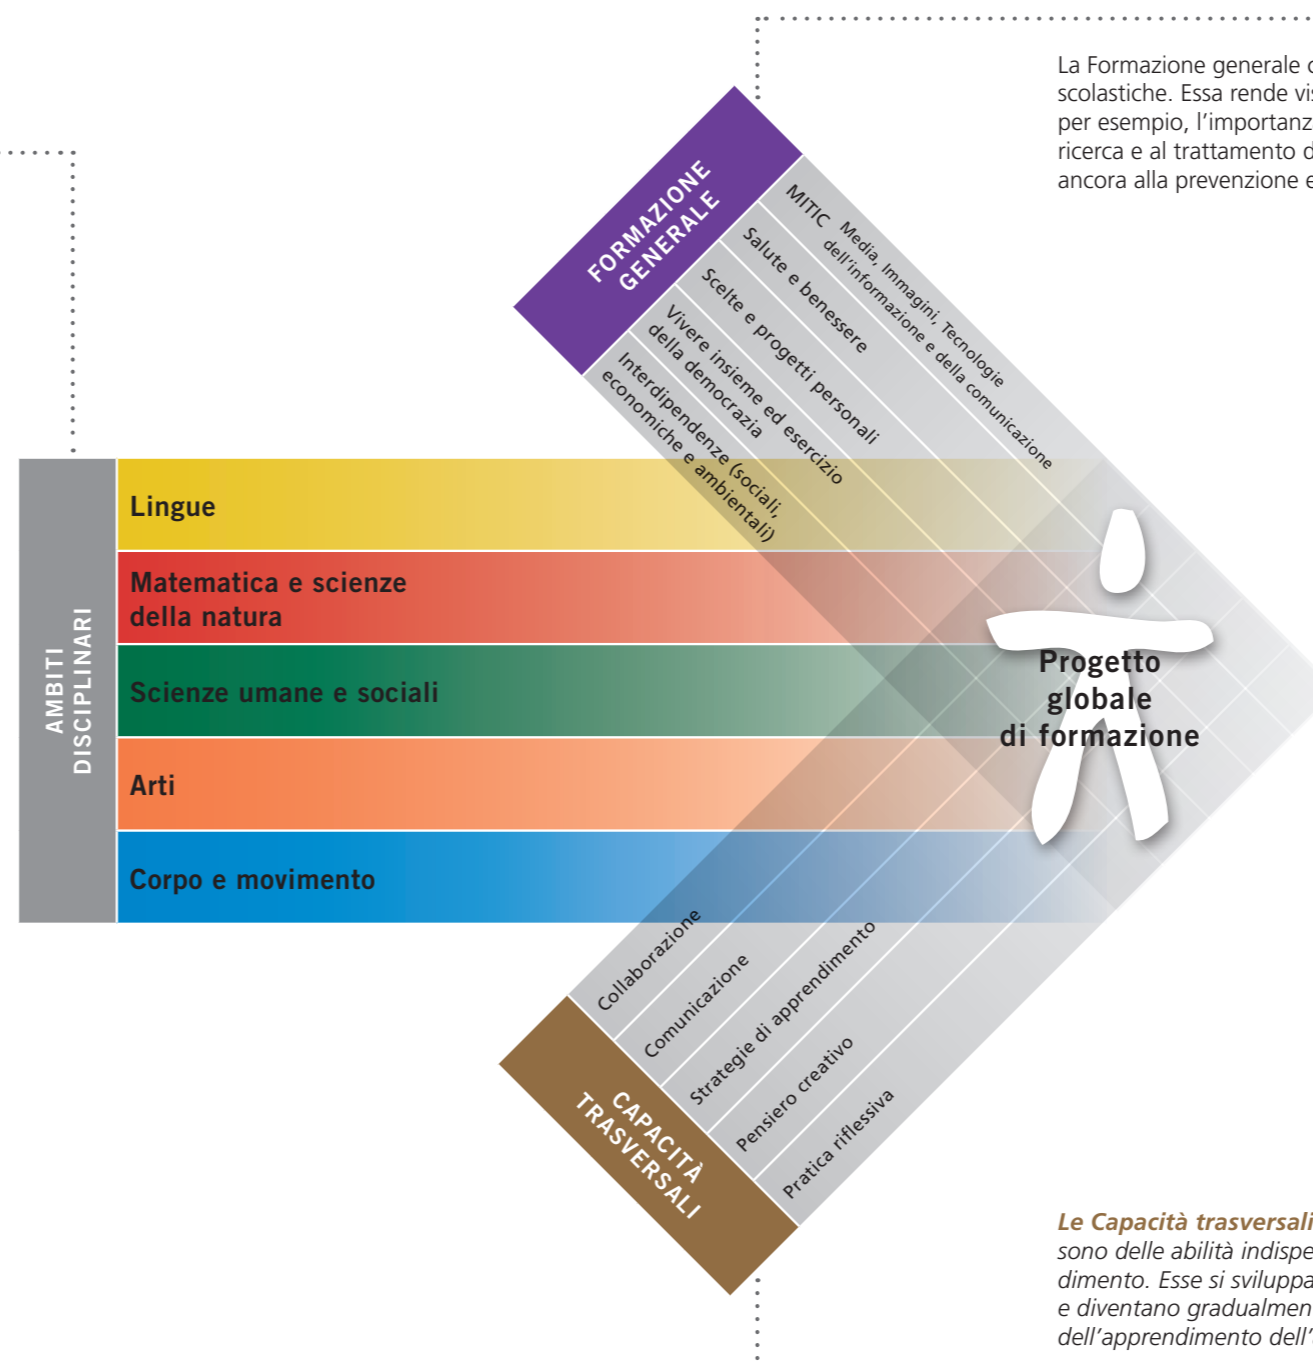 La Formazione generale
scolastiche. Essa rende
per esempio, l'importanz
ricerca e al trattamento
ancora alla prevenzione
FORMAZIONE
GENERALE
MITIC Media, Immagini, Tecnologie
dell'informazione e della comunicazione
Salute e benessere
Scelte e progetti personali
Vivere insieme ed esercizio
della democrazia
Interdipendenze (sociali,
economiche e ambientali)
AMBITI
DISCIPLINARI
Lingue
Matematica e scienze
della natura
Scienze umane e sociali
Arti
Corpo e movimento
Progetto
globale
di formazione
Collaborazione
Comunicazione
Strategie di apprendimento
Pensiero creativo
Pratica riflessiva
CAPACITÀ
TRASVERSALI
Le Capacità trasversali
sono delle abilità indispe
dimento. Esse si sviluppa
e diventano gradualmen
dell'apprendimento dell'